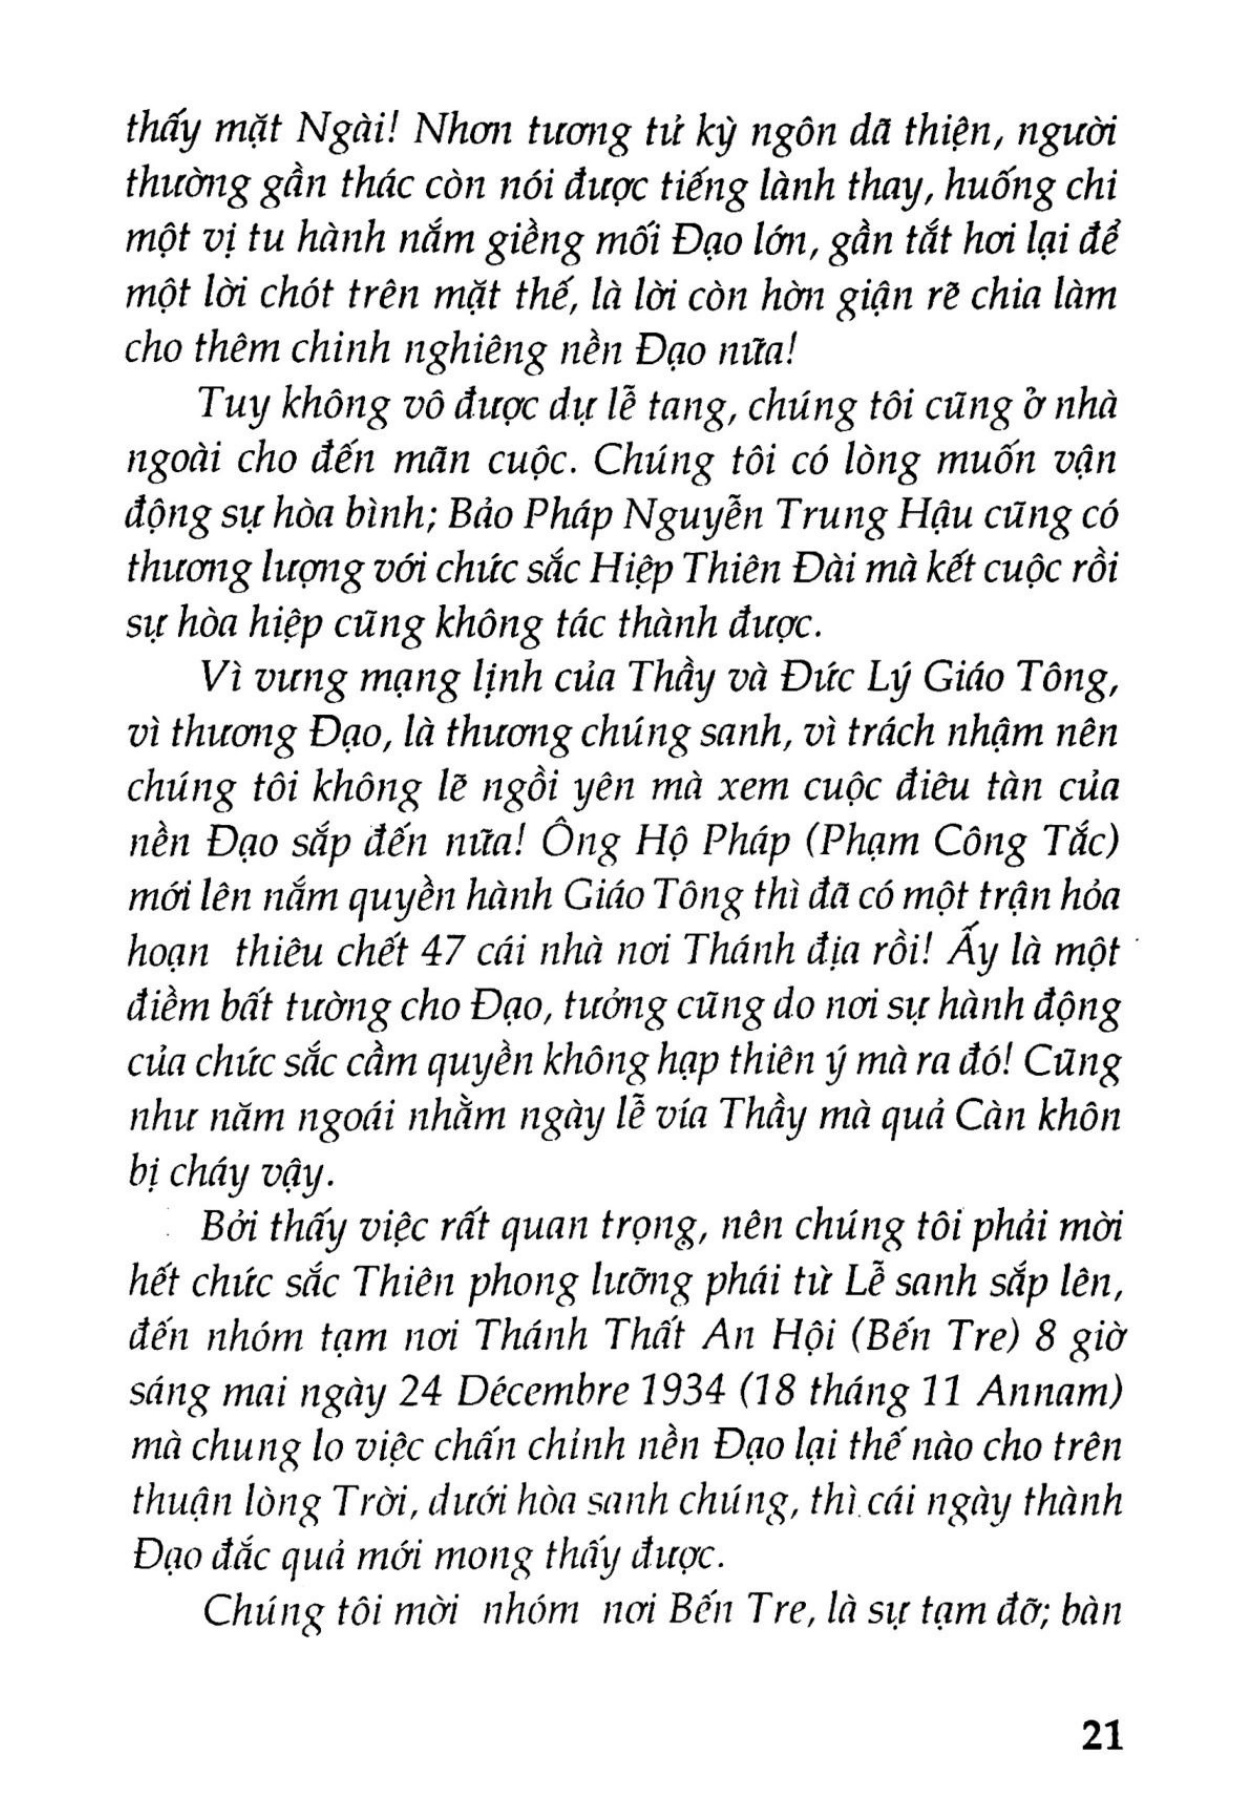 thấy mặt Ngài! Nhơn tương tử kỳ ngôn dã thiện, người
thường gần thác còn nói được tiếng lành thay, huống chi
một vị tu hành nắm giềng mối Đạo lớn, gần tắt hơi lại để
một lời chót trên mặt thế, là lời còn hờn giận rẽ chia làm
cho thêm chinh nghiêng nền Đạo nữa!
Tuy không vô được dự lễ tang, chúng tôi cũng ở nhà
ngoài cho đến mãn cuộc. Chúng tôi có lòng muốn vận
động sự hòa bình; Bảo Pháp Nguyễn Trung Hậu cũng có
thương lượng với chức sắc Hiệp Thiên Đài mà kết cuộc rồi
sự hòa hiệp cũng không tác thành được.
Vì vưng mạng lịnh của Thầy và Đức Lý Giáo Tông,
vì thương Đạo, là thương chúng sanh, vì trách nhậm nên
chúng tôi không lẽ ngồi yên mà xem cuộc điêu tàn của
nền Đạo sắp đến nữa! Ông Hộ Pháp (Phạm Công Tắc)
mới lên nắm quyền hành Giáo Tông thì đã có một trận hỏa
hoạn thiêu chết 47 cái nhà nơi Thánh địa rồi! Ấy là một
điềm bất tường cho Đạo, tưởng cũng do nơi sự hành động
của chức sắc cầm quyền không hạp thiên ý mà ra đó! Cũng
như năm ngoái nhằm ngày lễ vía Thầy mà quả Càn khôn
bị cháy vậy.
Bởi thấy việc rất quan trọng, nên chúng tôi phải mời
hết chức sắc Thiên phong lưỡng phái từ Lễ sanh sắp lên,
đến nhóm tạm nơi Thánh Thất An Hội (Bến Tre) 8 giờ
sáng mai ngày 24 Décembre 1934 (18 tháng 11 Annam)
mà chung lo việc chấn chỉnh nền Đạo lại thế nào cho trên
thuận lòng Trời, dưới hòa sanh chúng, thì cái ngày thành
Đạo đắc quả mới mong thấy được.
Chúng tôi mời nhóm nơi Bến Tre, là sự tạm đỡ; bàn
21